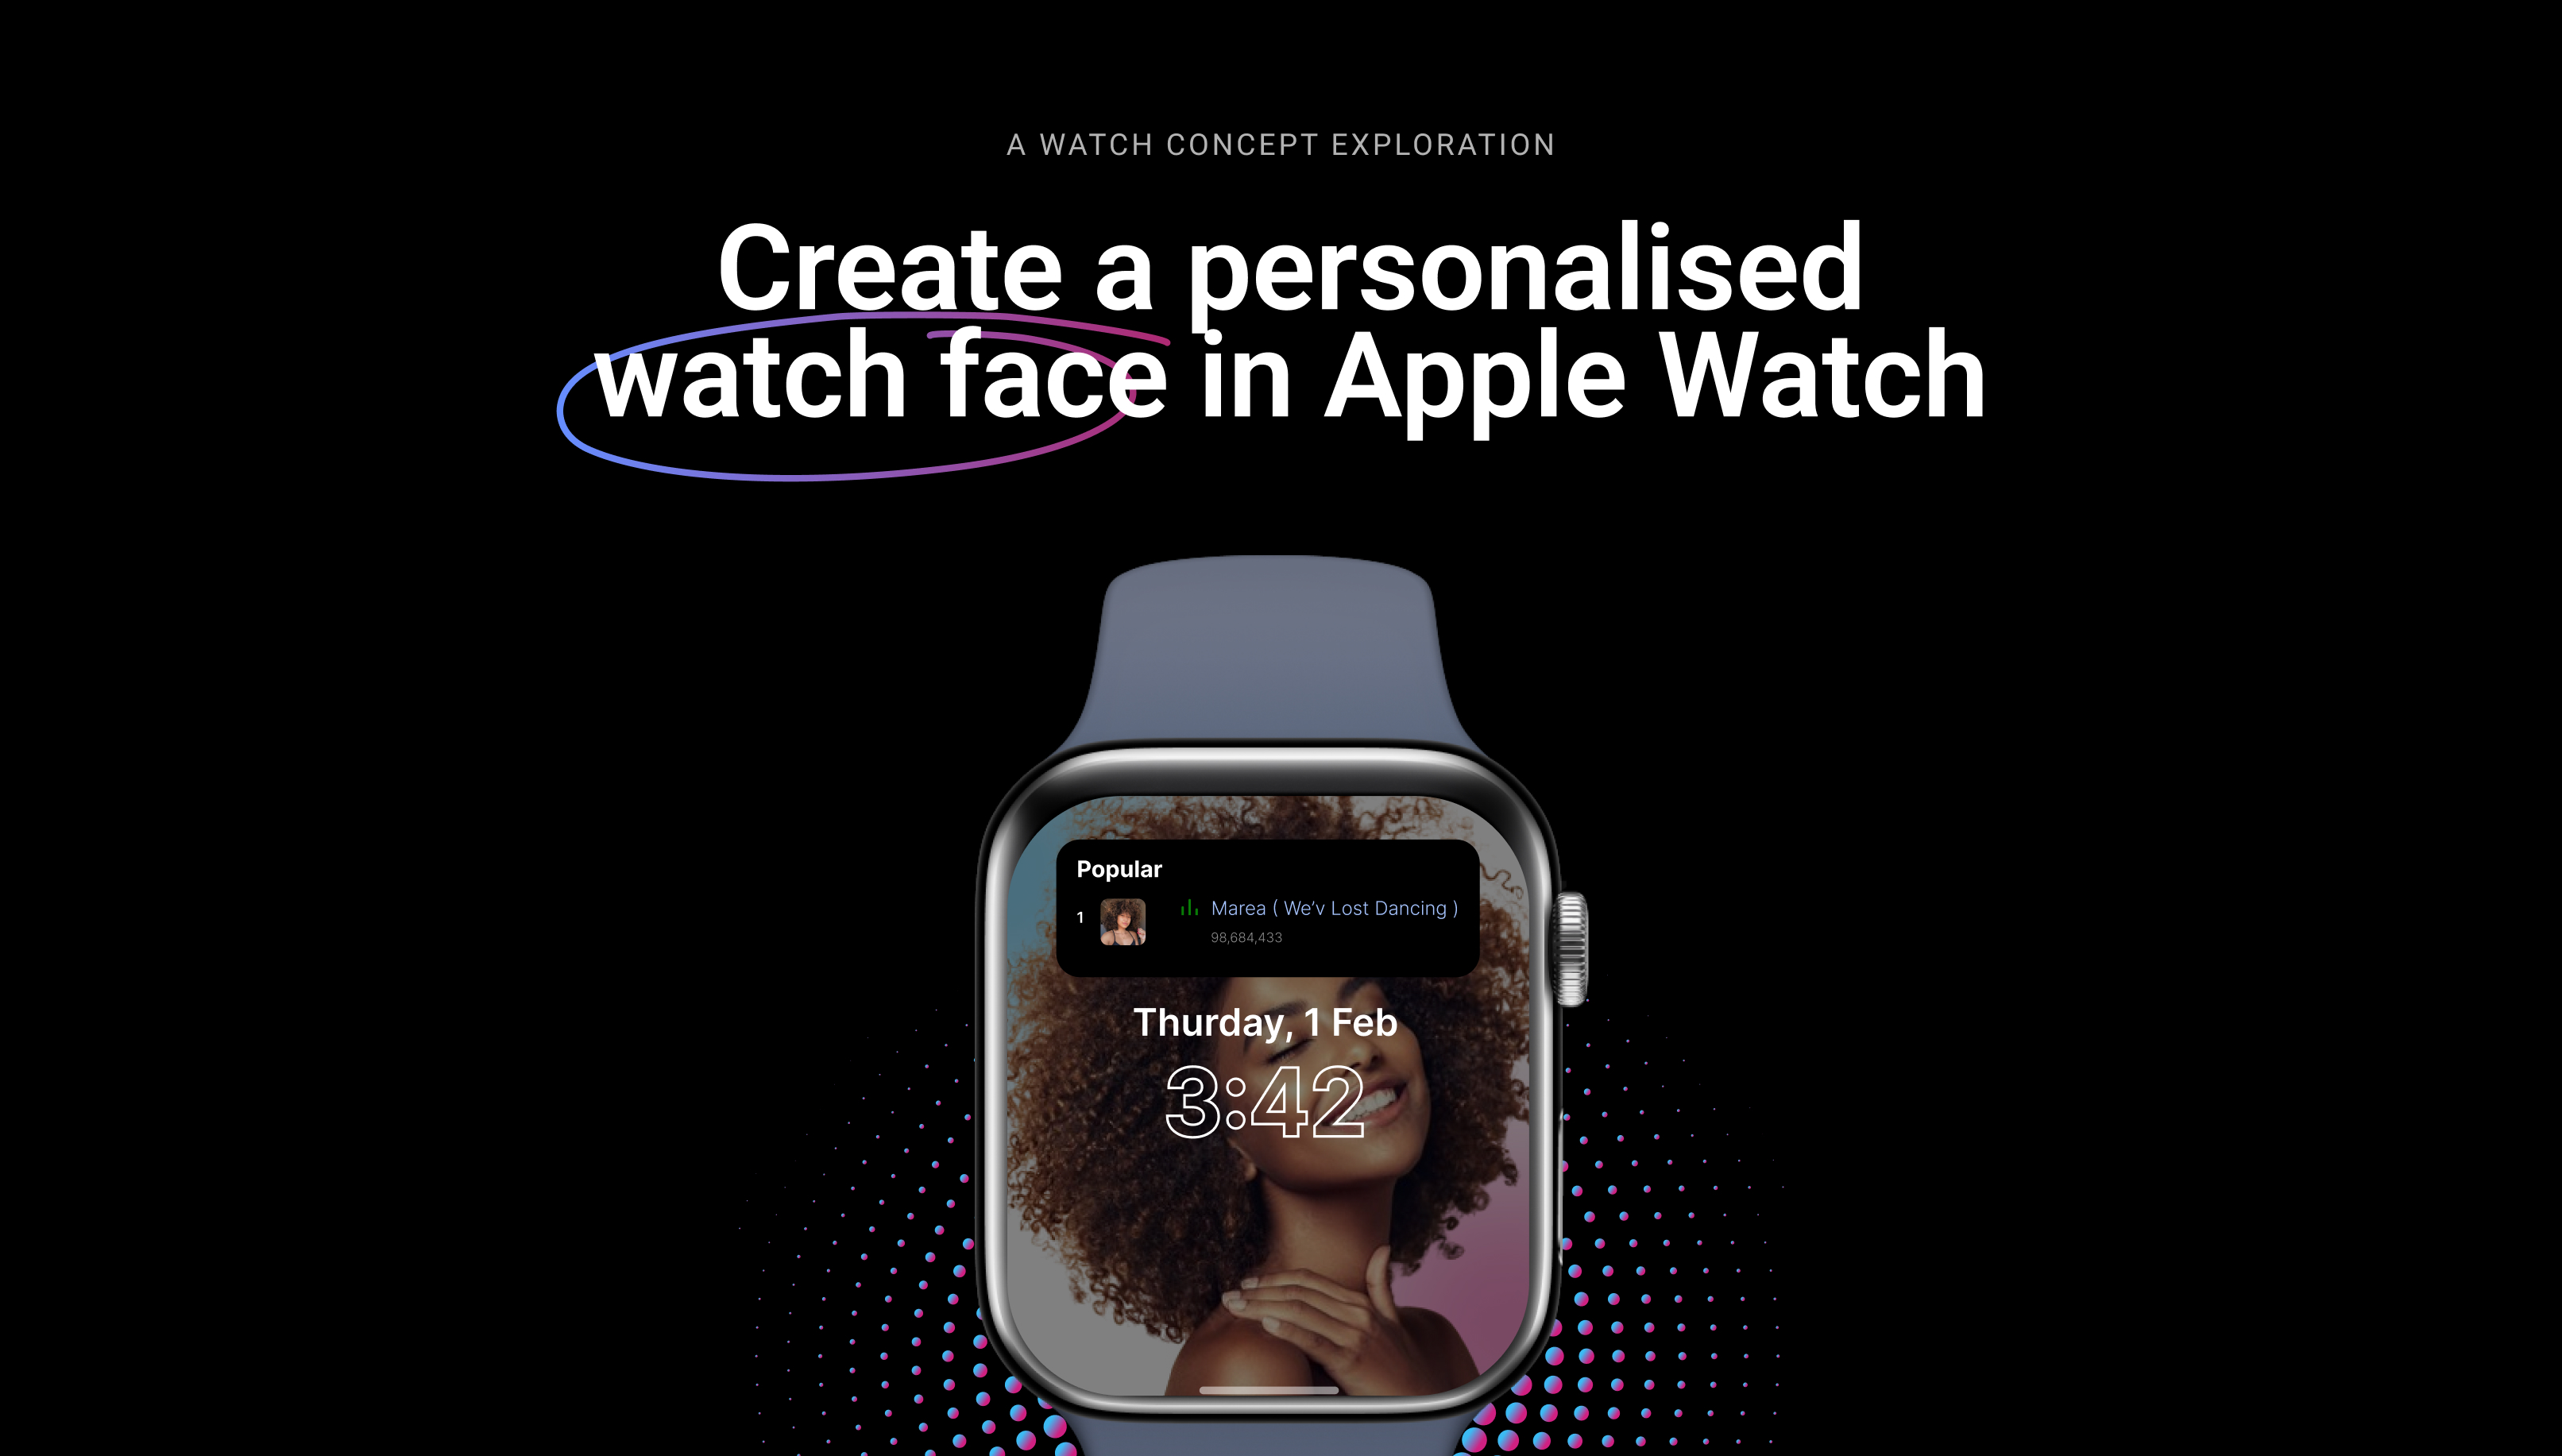 A WATCH CONCEPT EXPLORATION
Create a personalised
watch face in Apple Watch
Popular
1
Marea ( We’v Lost Dancing )
98,684,433
Thurday, 1 Feb
3:42